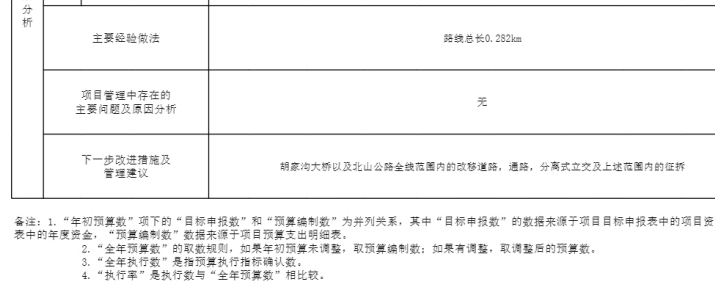 分
析
主要经验做法
路线总长0.282km
项目管理中存在的
主要问题及原因分析
无
下一步改进措施及
管理建议
胡家沟大桥以及北山公路全线范围内的改移道路，通路，分离式立交及上述范围内的征拆
备注：1.“年初预算数”项下的“目标申报数”和“预算编制数”为并列关系，其中“目标申报数”的数据来源于项目目标申报表中的项目资
表中的年度资金，“预算编制数”数据来源于项目预算支出明细表。
2.“全年预算数”的取数规则，如果年初预算未调整，取预算编制数；如果有调整，取调整后的预算数。
3.“全年执行数”是指预算执行指标确认数。
4.“执行率”是执行数与“全年预算数”相比较。